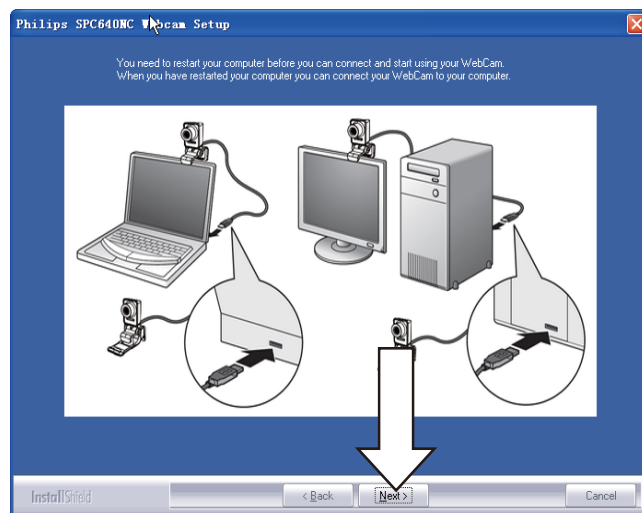 Philips SPC640NC Webcam Setup
You need to restart your computer before you can connect and start using your WebCam.
When you have restarted your computer you can connect your WebCam to your computer.
InstallShield
< Back
Next >
Cancel